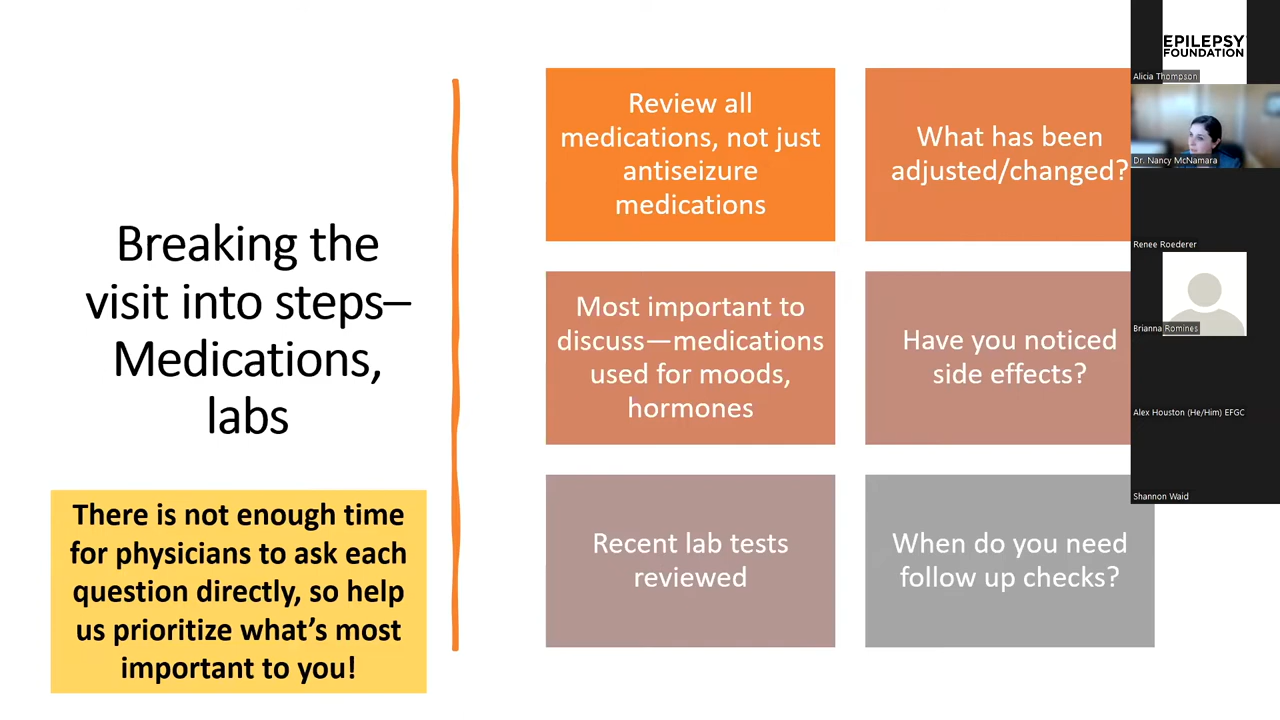 Breaking the
visit into steps–
Medications,
labs
There is not enough time
for physicians to ask each
question directly, so help
us prioritize what's most
important to you!
Review all
medications, not just
antiseizure
medications
What has been
adjusted/changed?
Most important to
discuss—medications
used for moods,
hormones
Have you noticed
side effects?
Recent lab tests
reviewed
When do you need
follow up checks?
EPILEPSY
FOUNDATION
Alicia Thompson
Dr. Nancy McNamara
Renee Roederer
Brianna Romines
Alex Houston (He/Him) EFGC
Shannon Waid